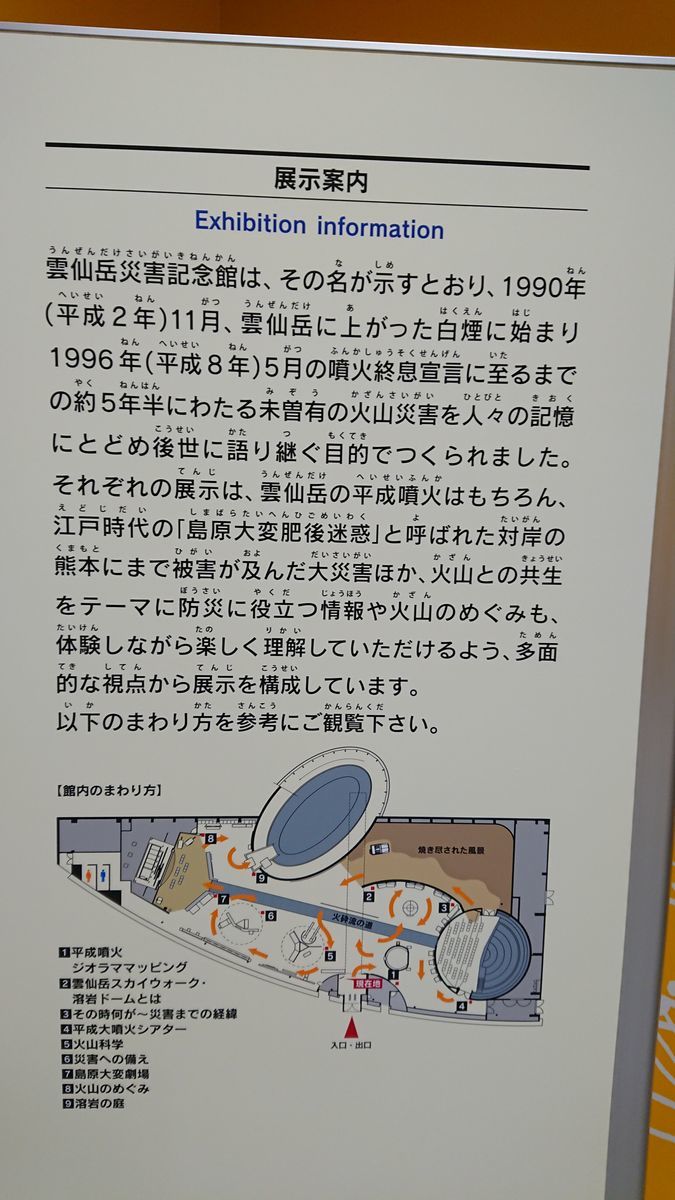 展示案内
Exhibition information
雲仙岳災害記念館は、その名が示すとおり、1990年
(平成2年)11月、雲仙岳に上がった白煙に始まり
1996年(平成8年)5月の噴火終息宣言に至るまで
の約5年半にわたる未曽有の火山災害を人々の記憶
にとどめ後世に語り継ぐ目的でつくられました。
それぞれの展示は、雲仙岳の平成噴火はもちろん、
江戸時代の「島原大変肥後迷惑」と呼ばれた対岸の
熊本にまで被害が及んだ大災害ほか、火山との共生
をテーマに防災に役立つ情報や火山のめぐみも、
体験しながら楽しく理解していただけるよう、多面
的な視点から展示を構成しています。
以下のまわり方を参考にご観覧下さい。
【館内のまわり方】
焼き尽された風景
火砕流の道
現在地
入口・出口
1 平成噴火
ジオラママッピング
2 雲仙岳スカイウォーク・
溶岩ドームとは
3 その時何が~災害までの経緯
4 平成大噴火シアター
5 火山科学
6 災害への備え
7 島原大変劇場
8 火山のめぐみ
9 溶岩の庭